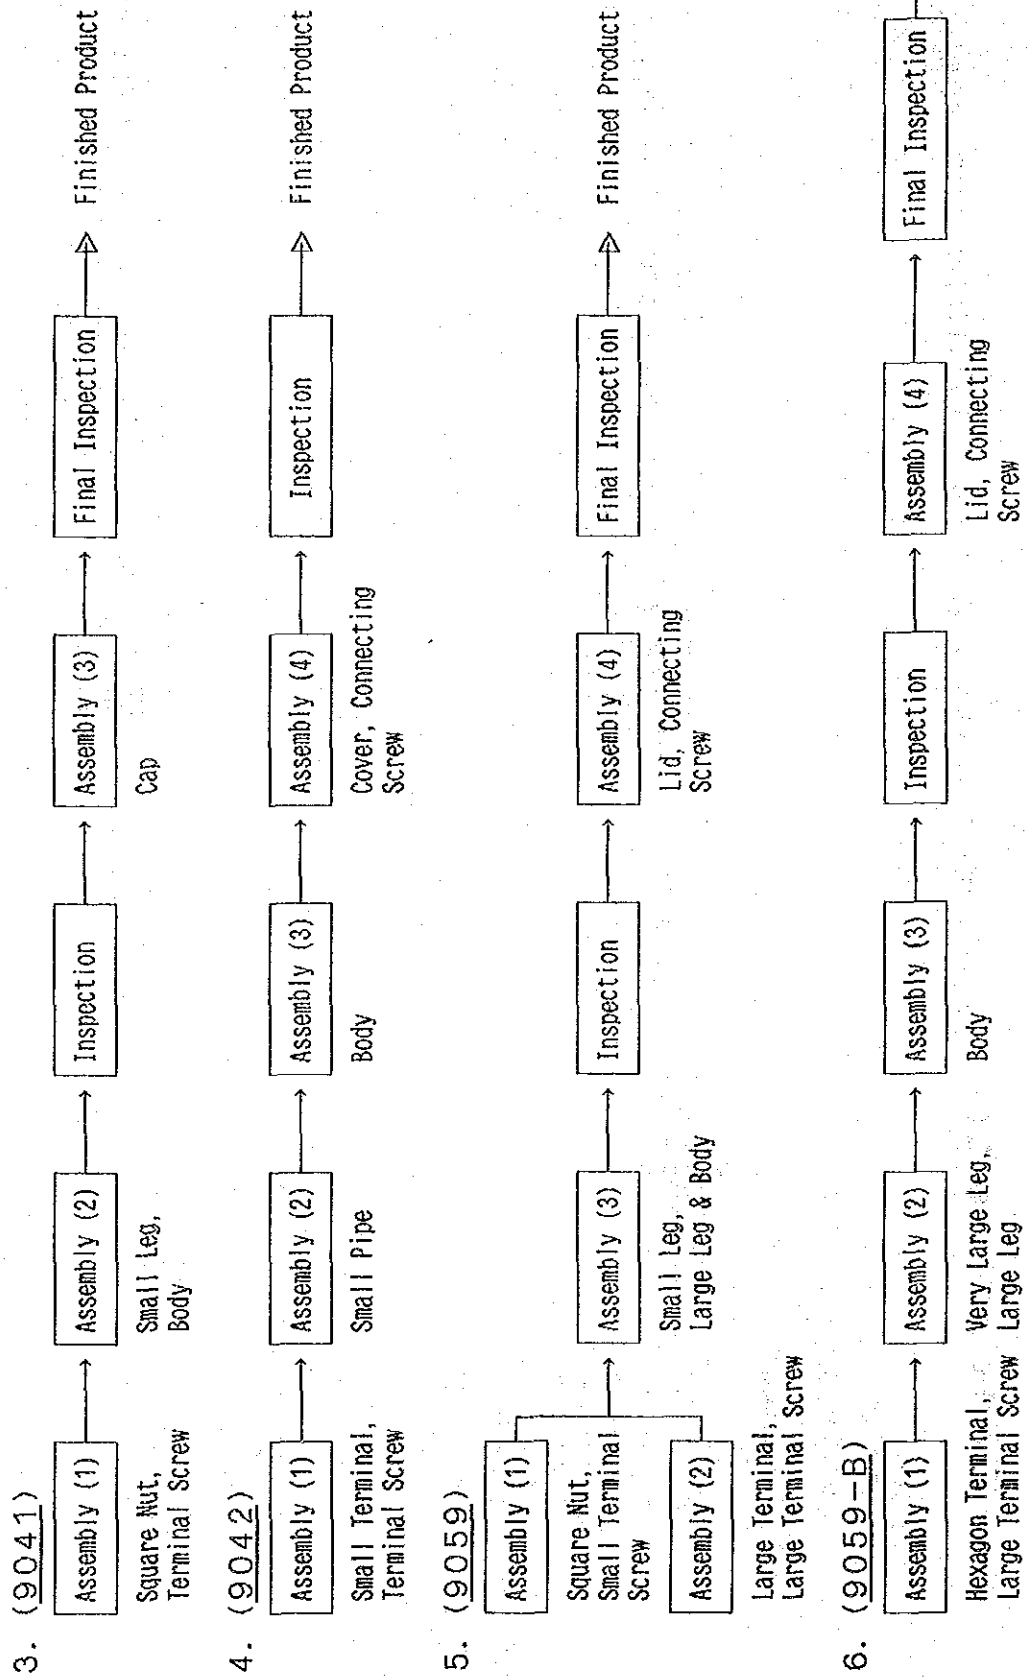 3. (9041)
Assembly (1)
Square Nut,
Terminal Screw
Assembly (2)
Small Leg,
Body
Inspection
Assembly (3)
Cap
Final Inspection
Finished Product
4. (9042)
Assembly (1)
Small Terminal,
Terminal Screw
Assembly (2)
Small Pipe
Assembly (3)
Body
Assembly (4)
Cover, Connecting
Screw
Inspection
Finished Product
5. (9059)
Assembly (1)
Square Nut,
Small Terminal
Screw
Assembly (2)
Large Terminal,
Large Terminal Screw
Assembly (3)
Small Leg,
Large Leg & Body
Inspection
Assembly (4)
Lid, Connecting
Screw
Final Inspection
Finished Product
6. (9059-B)
Assembly (1)
Hexagon Terminal,
Large Terminal Screw
Assembly (2)
Very Large Leg,
Large Leg
Assembly (3)
Body
Inspection
Assembly (4)
Lid, Connecting
Screw
Final Inspection